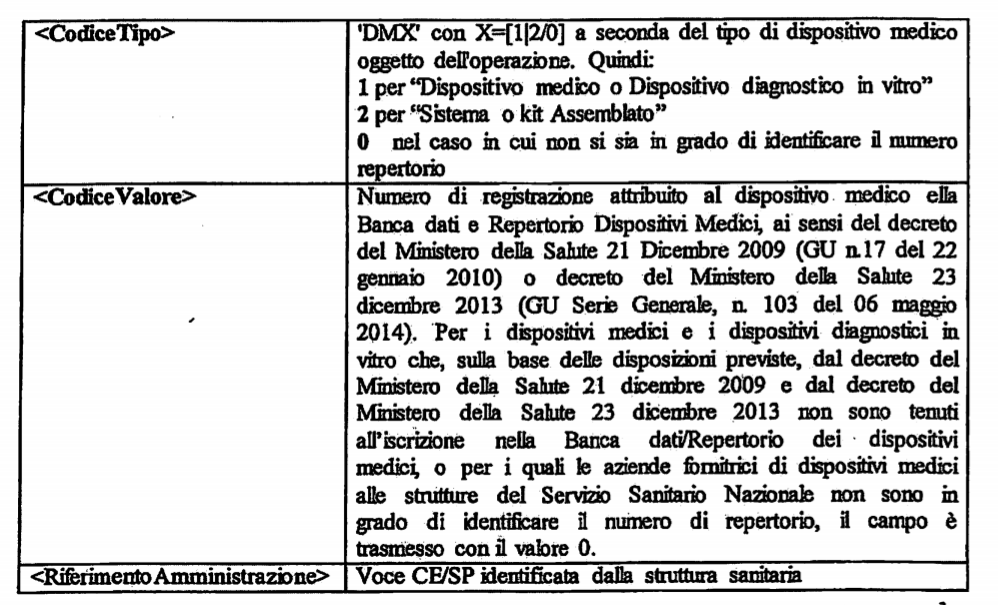 <CodiceTipo>
'DMX' con X=[1|2/0] a seconda del tipo di dispositivo medico
oggetto dell'operazione. Quindi:
1 per "Dispositivo medico o Dispositivo diagnostico in vitro"
2 per "Sistema o kit Assemblato"
0 nel caso in cui non si sia in grado di identificare il numero
repertorio
<CodiceValore>
Numero di registrazione attribuito al dispositivo medico ella
Banca dati e Repertorio Dispositivi Medici, ai sensi del decreto
del Ministero della Salute 21 Dicembre 2009 (GU n.17 del 22
gennaio 2010) o decreto del Ministero della Salute 23
dicembre 2013 (GU Serie Generale, n. 103 del 06 maggio
2014). Per i dispositivi medici e i dispositivi diagnostici in
vitro che, sulla base delle disposizioni previste, dal decreto del
Ministero della Salute 21 dicembre 2009 e dal decreto del
Ministero della Salute 23 dicembre 2013 non sono tenuti
all'iscrizione nella Banca dati/Repertorio dei dispositivi
medici, o per i quali le aziende fornitrici di dispositivi medici
alle strutture del Servizio Sanitario Nazionale non sono in
grado di identificare il numero di repertorio, il campo è
trasmesso con il valore 0.
<RiferimentoAmministrazione>
Voce CE/SP identificata dalla struttura sanitaria